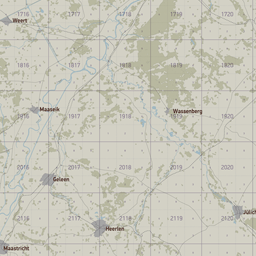 1716 1717 1718 1719 1720
Weert
1816 1817 1818 1819 1820
Maaseik
Wassenberg
1916 1917 1918 1919 1920
2016 2017 2018 2019 2020
Geleen
2116 2117 2118 2119 2120
Jülich
Heerlen
Maastricht